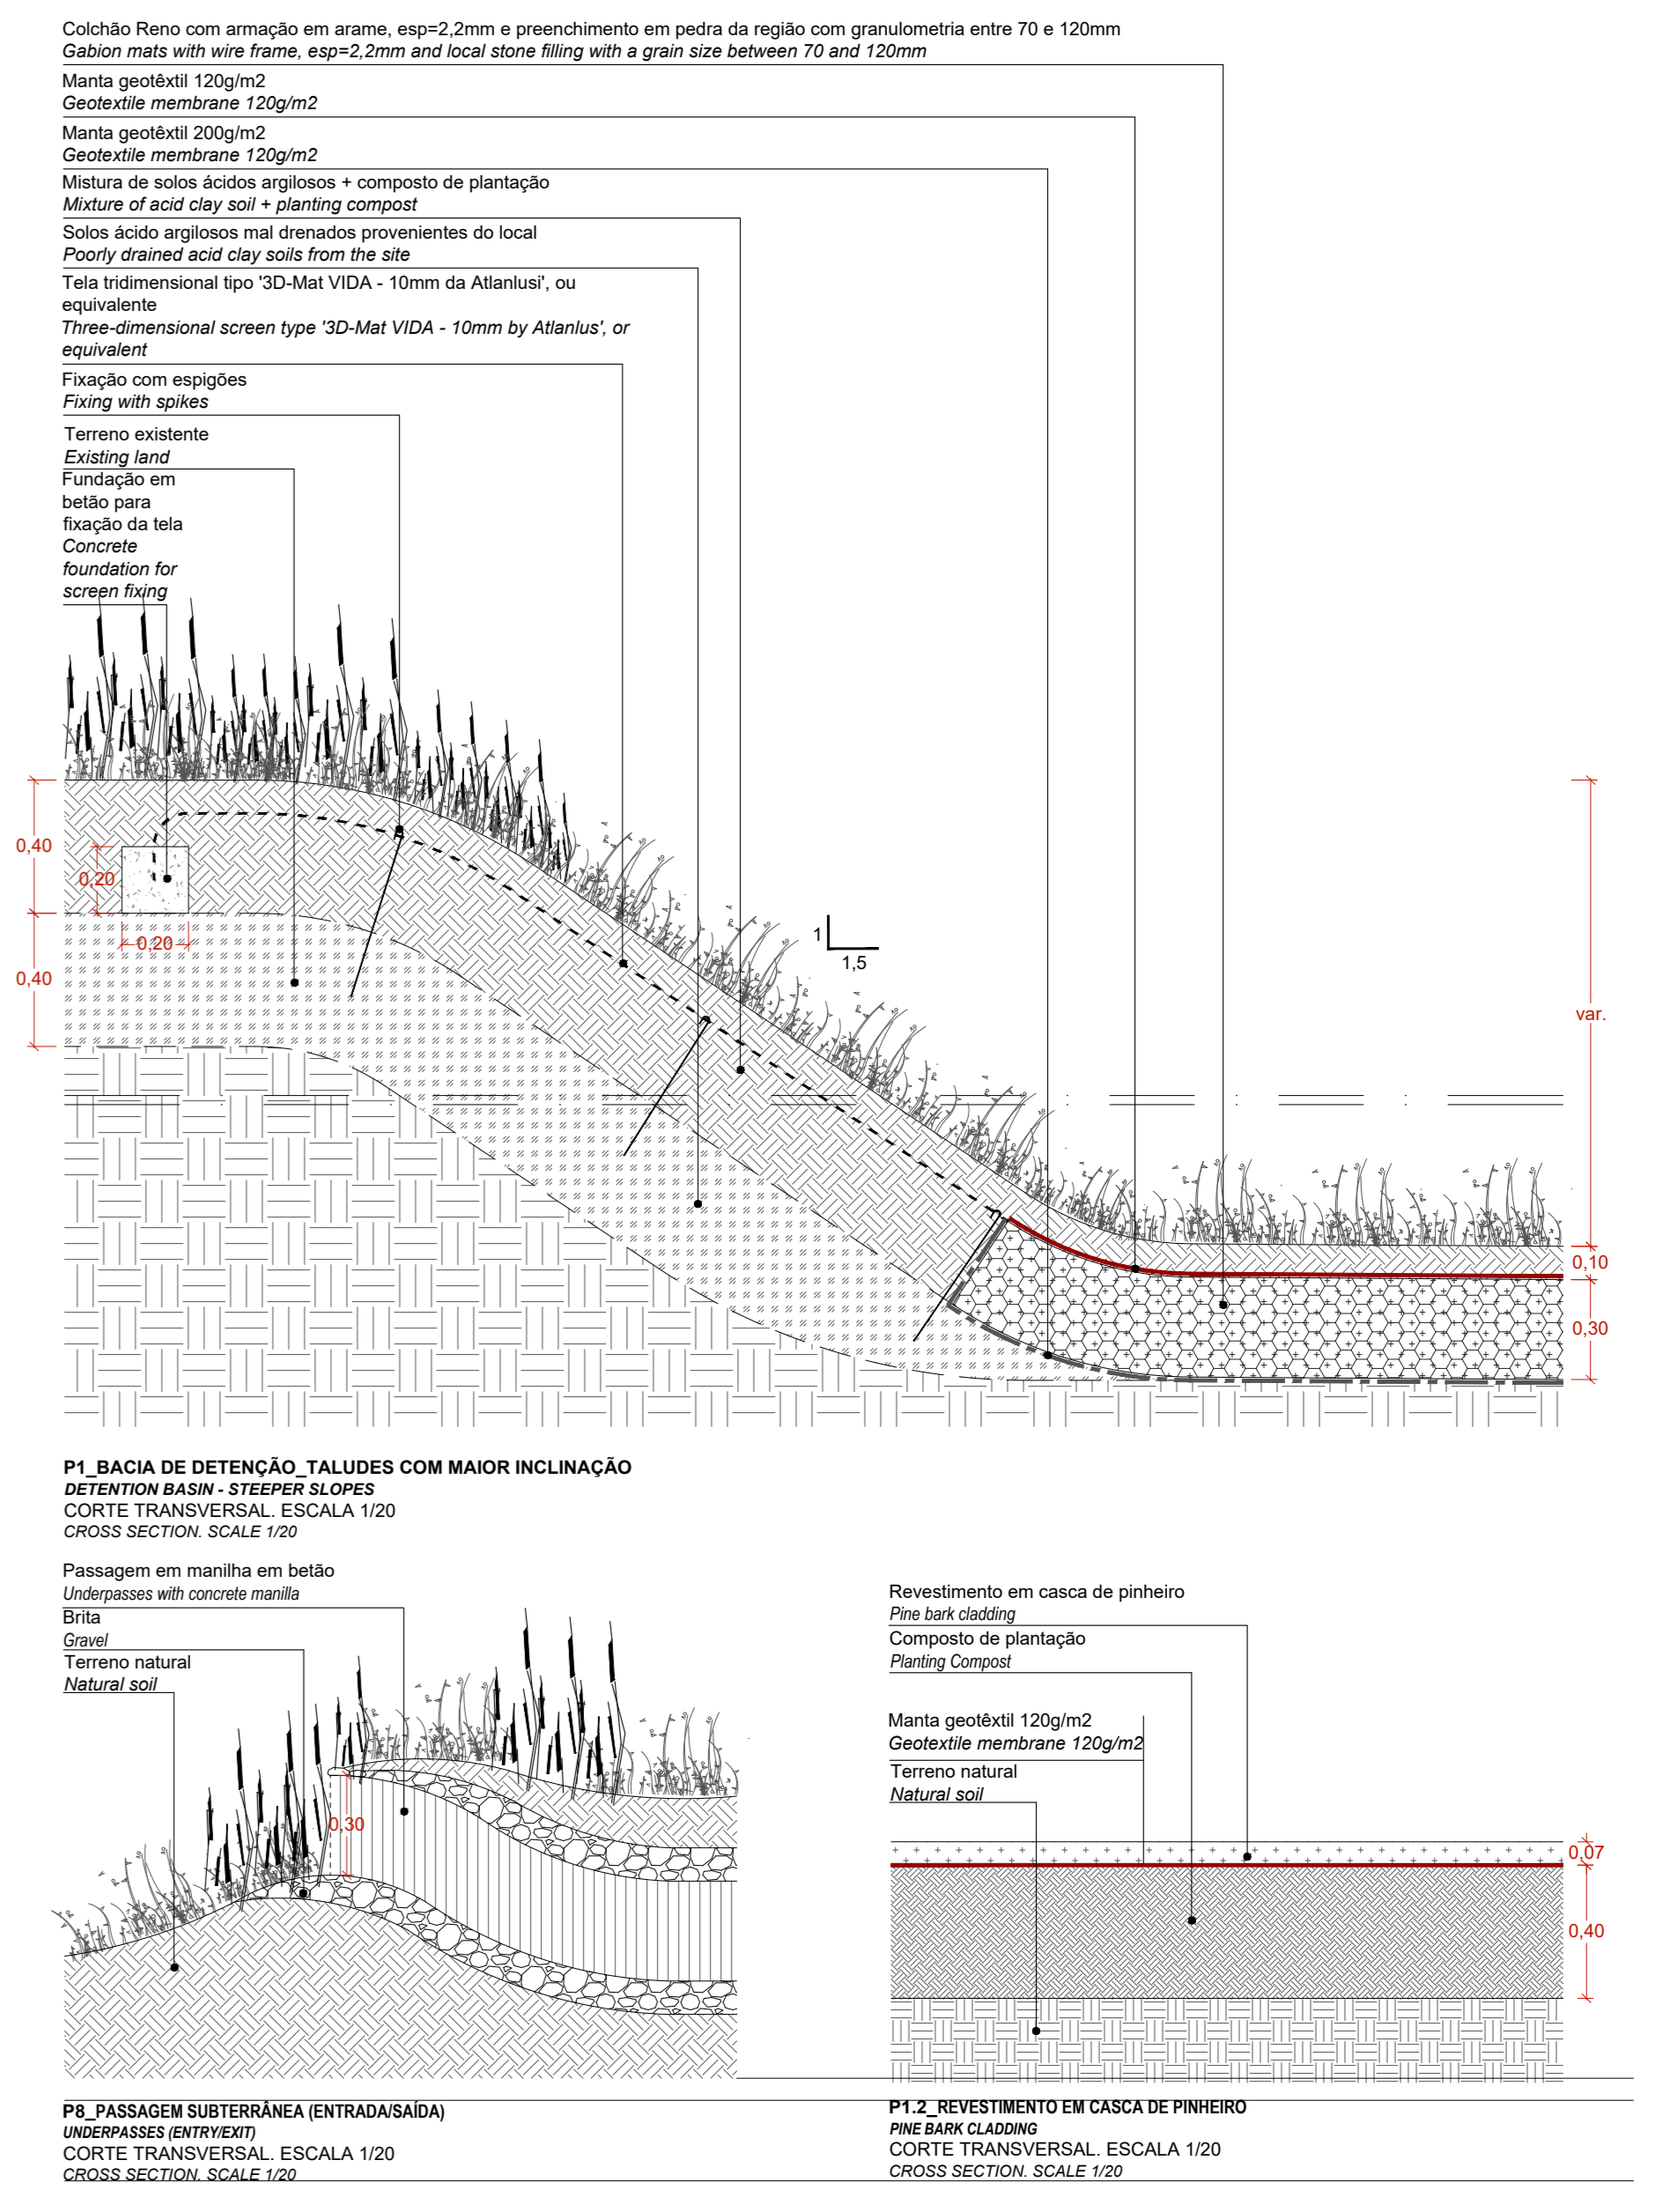 Colchão Reno com armação em arame, esp=2,2mm e preenchimento em pedra da região com granulometria entre 70 e 120mm
Gabion mats with wire frame, esp=2,2mm and local stone filling with a grain size between 70 and 120mm
Manta geotêxtil 120g/m2
Geotextile membrane 120g/m2
Manta geotêxtil 200g/m2
Geotextile membrane 120g/m2
Mistura de solos ácidos argilosos + composto de plantação
Mixture of acid clay soil + planting compost
Solos ácido argilosos mal drenados provenientes do local
Poorly drained acid clay soils from the site
Tela tridimensional tipo '3D-Mat VIDA - 10mm da Atlanlusi', ou
equivalente
Three-dimensional screen type '3D-Mat VIDA - 10mm by Atlanlus', or
equivalent
Fixação com espigões
Fixing with spikes
Terreno existente
Existing land
Fundação em
betão para
fixação da tela
Concrete
foundation for
screen fixing
0,40
0,20
0,20
0,40
1
1,5
var.
0,10
0,30
P1_BACIA DE DETENÇÃO_TALUDES COM MAIOR INCLINAÇÃO
DETENTION BASIN - STEEPER SLOPES
CORTE TRANSVERSAL. ESCALA 1/20
CROSS SECTION. SCALE 1/20
Passagem em manilha em betão
Underpasses with concrete manilla
Brita
Gravel
Terreno natural
Natural soil
0,30
P8_PASSAGEM SUBTERRÂNEA (ENTRADA/SAÍDA)
UNDERPASSES (ENTRY/EXIT)
CORTE TRANSVERSAL. ESCALA 1/20
CROSS SECTION. SCALE 1/20
Revestimento em casca de pinheiro
Pine bark cladding
Composto de plantação
Planting Compost
Manta geotêxtil 120g/m2
Geotextile membrane 120g/m2
Terreno natural
Natural soil
0,07
0,40
P1.2_REVESTIMENTO EM CASCA DE PINHEIRO
PINE BARK CLADDING
CORTE TRANSVERSAL. ESCALA 1/20
CROSS SECTION. SCALE 1/20